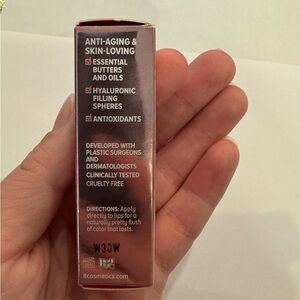 ANTI-AGING &
SKIN-LOVING
ESSENTIAL
BUTTERS
AND OILS
HYALURONIC
FILLING
SPHERES
ANTIOXIDANTS
DEVELOPED WITH
PLASTIC SURGEONS
AND
DERMATOLOGISTS
CLINICALLY TESTED
CRUELTY FREE
DIRECTIONS: Apply
directly to lips for a
naturally pretty flush
of color that lasts.
W30W
itcosmetics.com